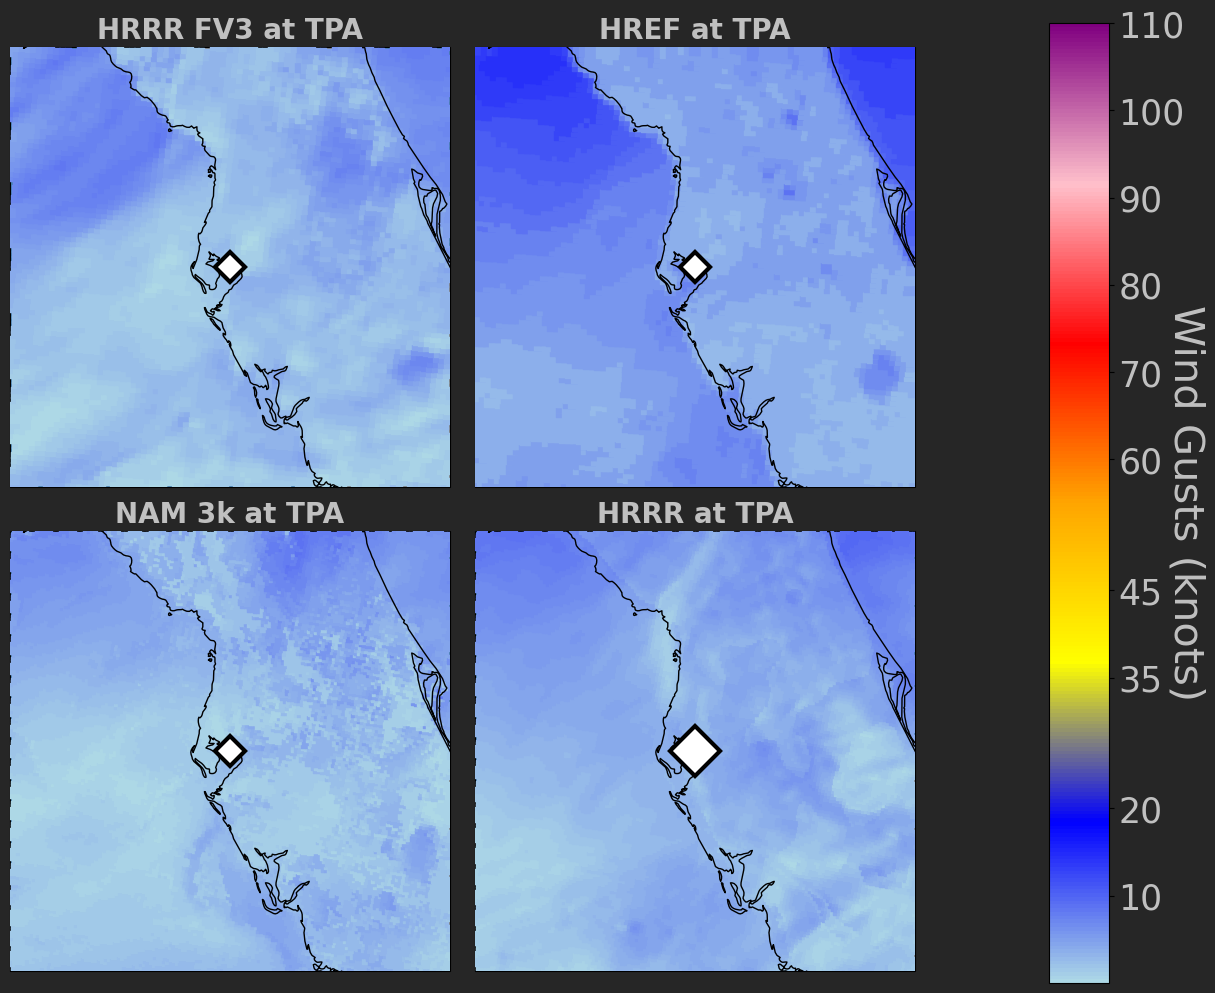 HRRR FV3 at TPA
HREF at TPA
NAM 3k at TPA
HRRR at TPA
110
100
90
80
70
60
45
35
20
10
Wind Gusts (knots)